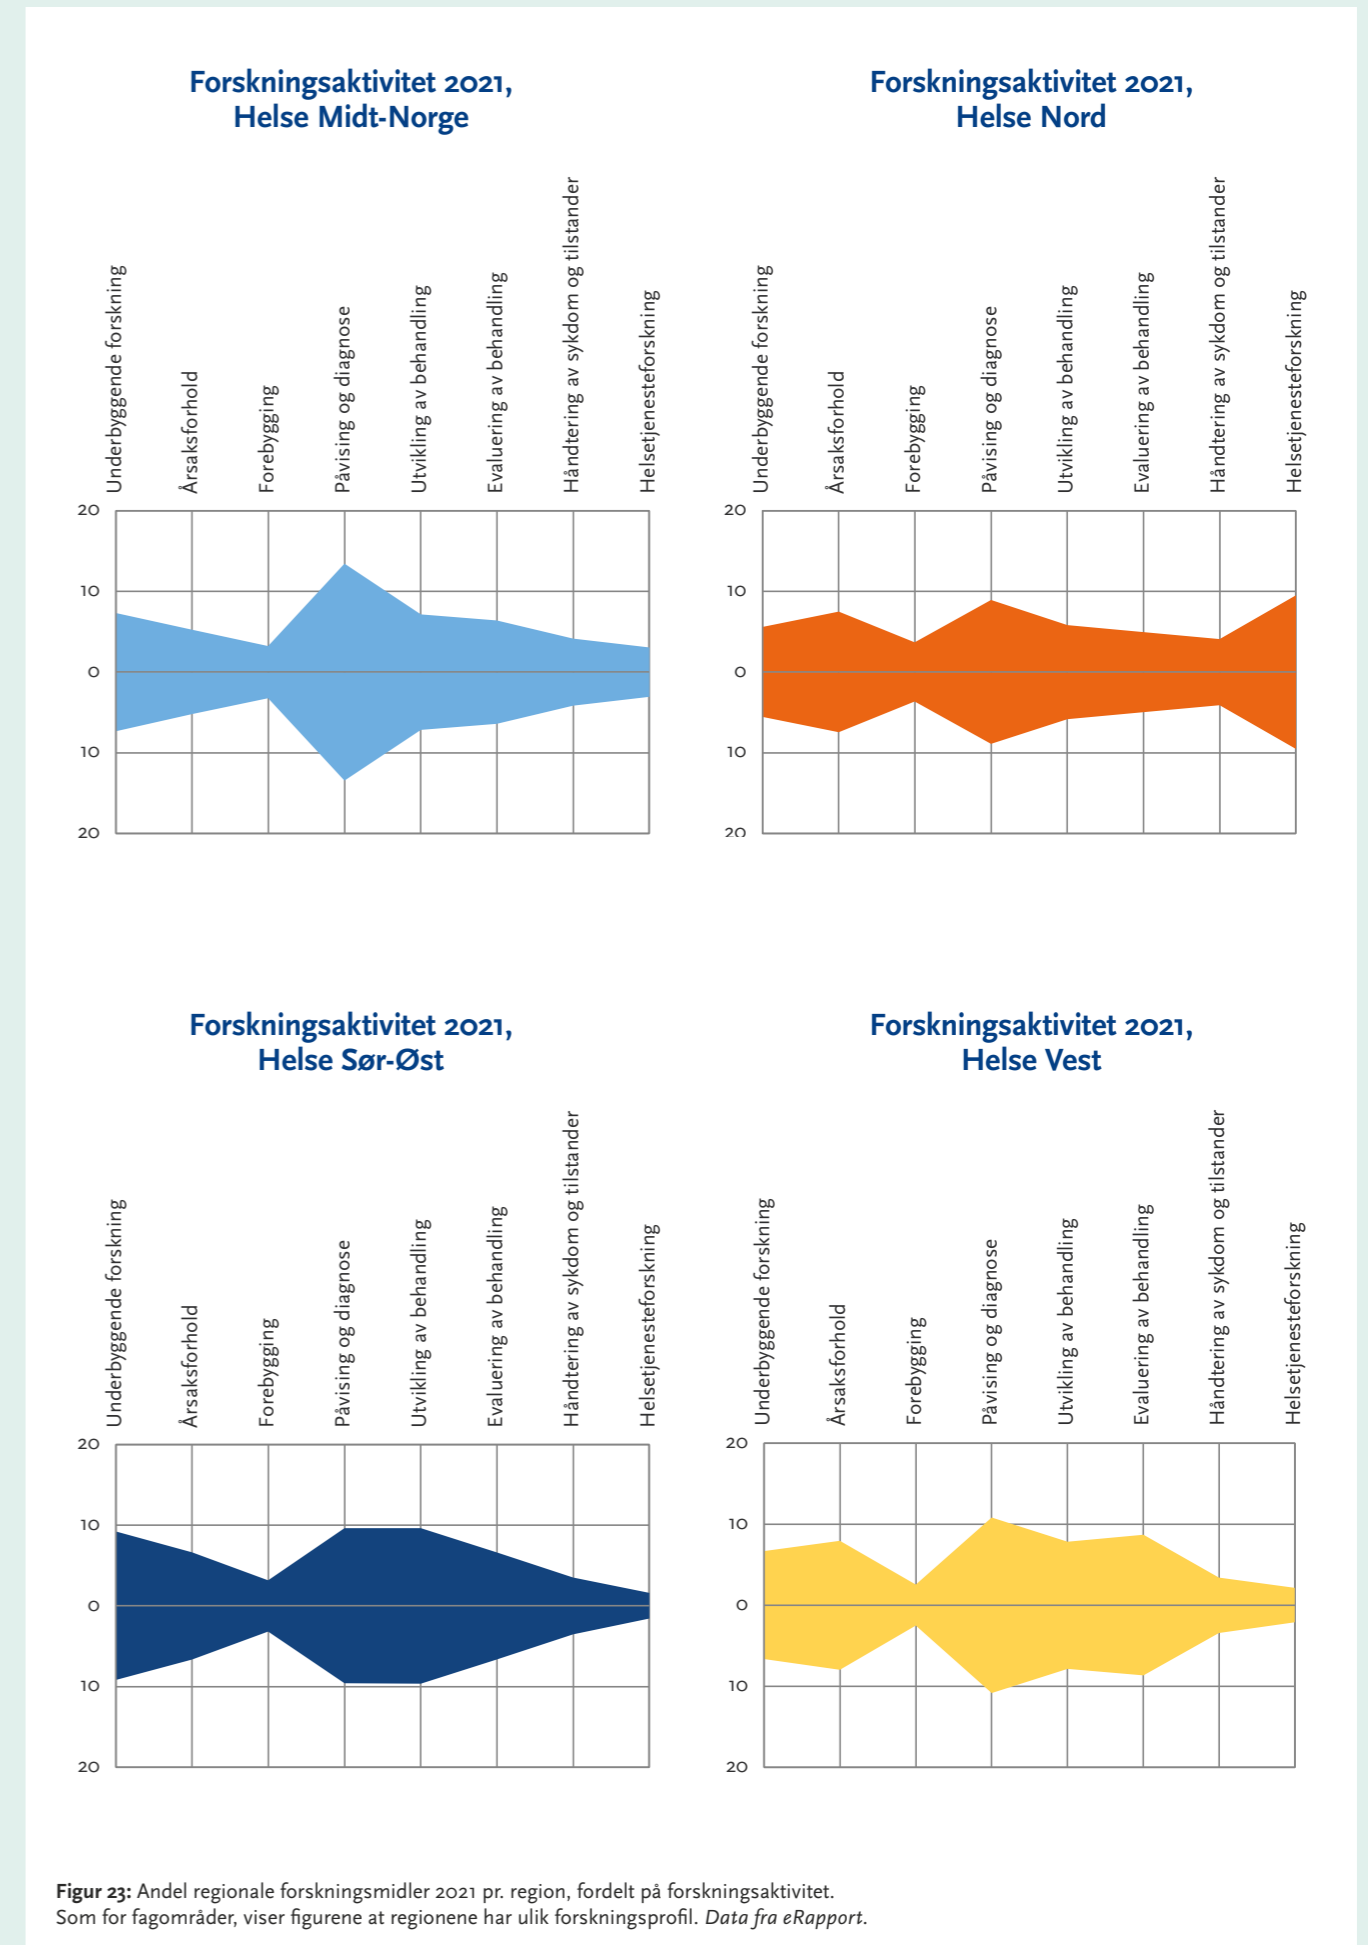 Forskningsaktivitet 2021,
Helse Midt-Norge
Underbyggende forskning
Årsaksforhold
Forebygging
Påvising og diagnose
Utvikling av behandling
Evaluering av behandling
Håndtering av sykdom og tilstander
Helsetjenesteforskning
20
10
0
10
20
Forskningsaktivitet 2021,
Helse Nord
Underbyggende forskning
Årsaksforhold
Forebygging
Påvising og diagnose
Utvikling av behandling
Evaluering av behandling
Håndtering av sykdom og tilstander
Helsetjenesteforskning
20
10
0
10
20
Forskningsaktivitet 2021,
Helse Sør-Øst
Underbyggende forskning
Årsaksforhold
Forebygging
Påvising og diagnose
Utvikling av behandling
Evaluering av behandling
Håndtering av sykdom og tilstander
Helsetjenesteforskning
20
10
0
10
20
Forskningsaktivitet 2021,
Helse Vest
Underbyggende forskning
Årsaksforhold
Forebygging
Påvising og diagnose
Utvikling av behandling
Evaluering av behandling
Håndtering av sykdom og tilstander
Helsetjenesteforskning
20
10
0
10
20
Figur 23: Andel regionale forskningsmidler 2021 pr. region, fordelt på forskningsaktivitet.
Som for fagområder, viser figurene at regionene har ulik forskningsprofil. Data fra eRapport.